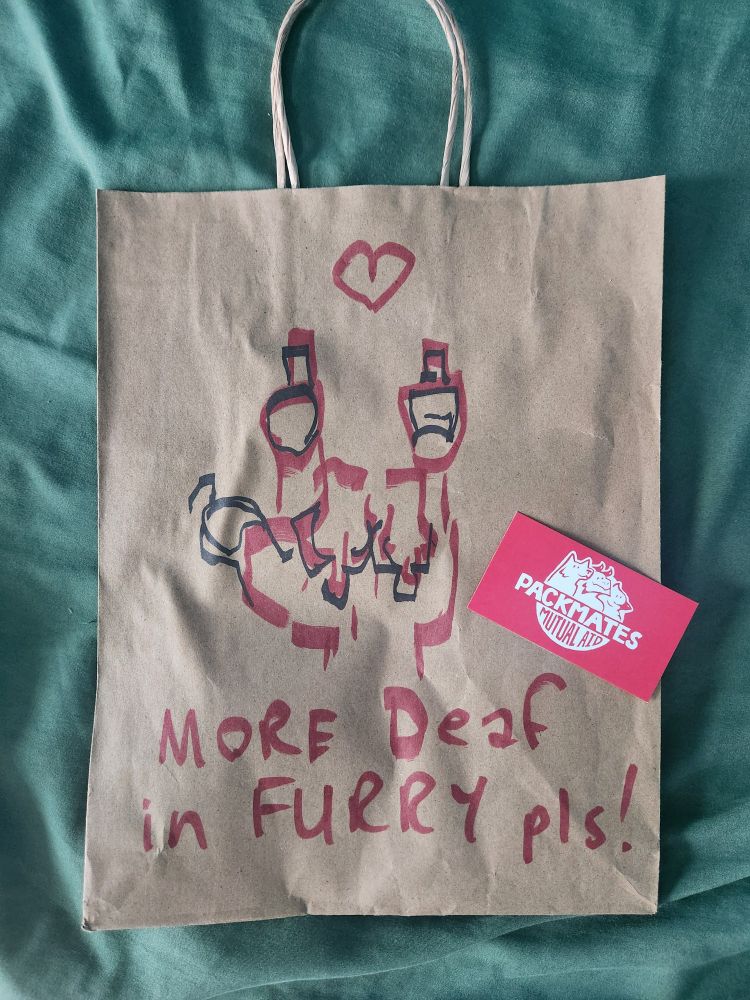 PACKMATES
MUTUAL AID
MORE Deaf
in FURRY pls!